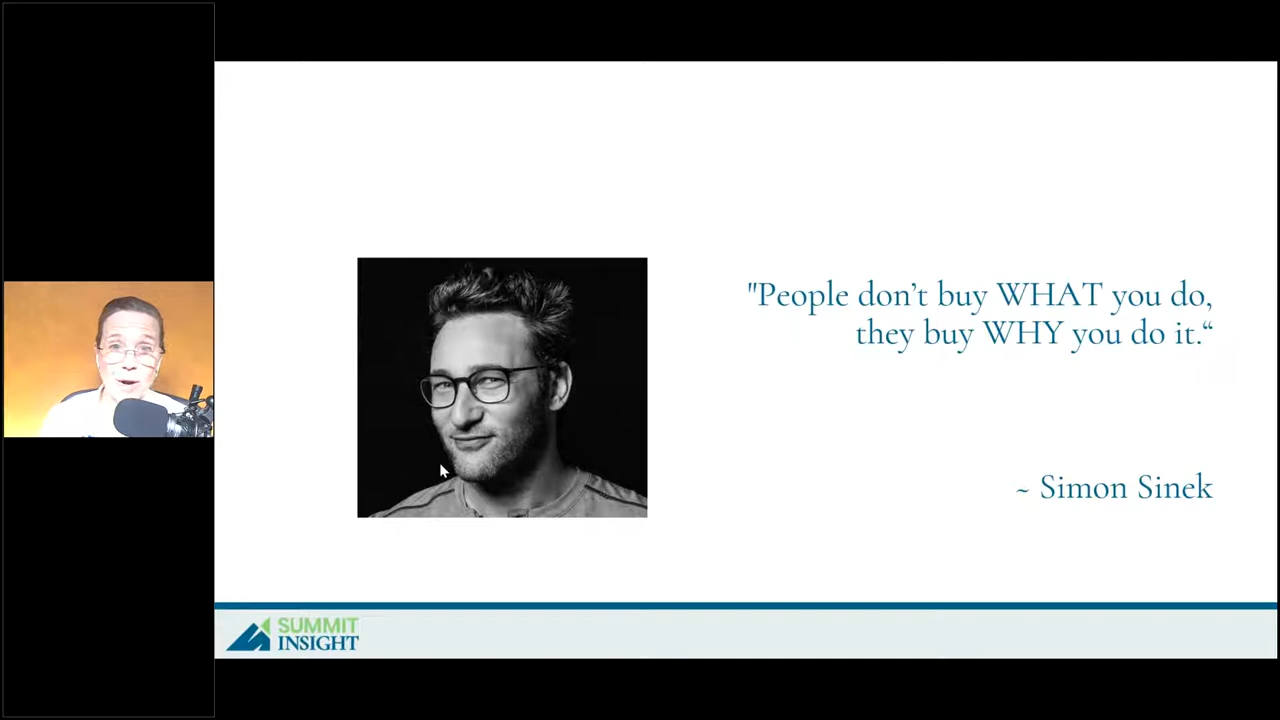 "People don’t buy WHAT you do,
they buy WHY you do it.“
~ Simon Sinek
SUMMIT
INSIGHT